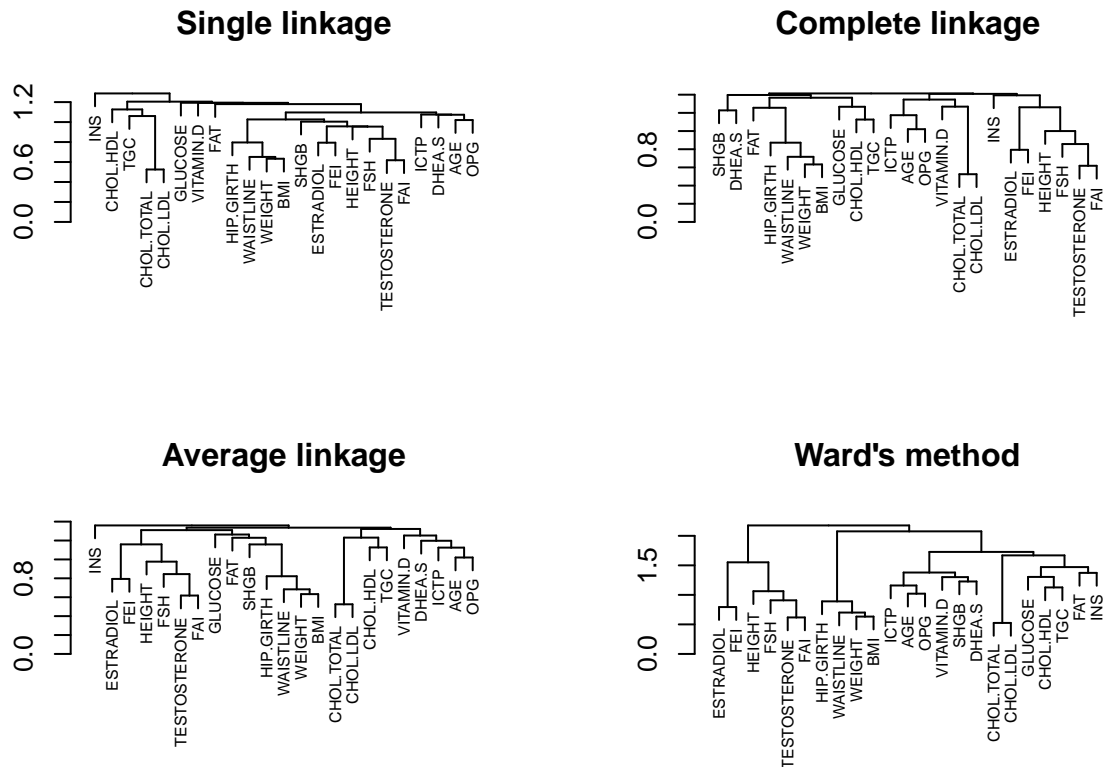 Single linkage
0.0 0.6 1.2
INS
CHOL.HDL
TGC
CHOL.TOTAL
CHOL.LDL
GLUCOSE
VITAMIN.D
FAT
HIP.GIRTH
WAISTLINE
WEIGHT
BMI
SHGB
ESTRADIOL
FEI
HEIGHT
FSH
TESTOSTERONE
FAI
ICTP
DHEA.S
AGE
OPG
Complete linkage
0.0 0.8
SHGB
DHEA.S
FAT
HIP.GIRTH
WAISTLINE
WEIGHT
BMI
GLUCOSE
CHOL.HDL
TGC
ICTP
AGE
OPG
VITAMIN.D
CHOL.TOTAL
CHOL.LDL
INS
ESTRADIOL
FEI
HEIGHT
FSH
TESTOSTERONE
FAI
Average linkage
0.0 0.8
INS
ESTRADIOL
FEI
HEIGHT
FSH
TESTOSTERONE
FAI
GLUCOSE
FAT
SHGB
HIP.GIRTH
WAISTLINE
WEIGHT
BMI
CHOL.TOTAL
CHOL.LDL
CHOL.HDL
TGC
VITAMIN.D
DHEA.S
ICTP
AGE
OPG
Ward's method
0.0 1.5
ESTRADIOL
FEI
HEIGHT
FSH
TESTOSTERONE
FAI
HIP.GIRTH
WAISTLINE
WEIGHT
BMI
ICTP
AGE
OPG
VITAMIN.D
SHGB
DHEA.S
CHOL.TOTAL
CHOL.LDL
GLUCOSE
CHOL.HDL
TGC
FAT
INS